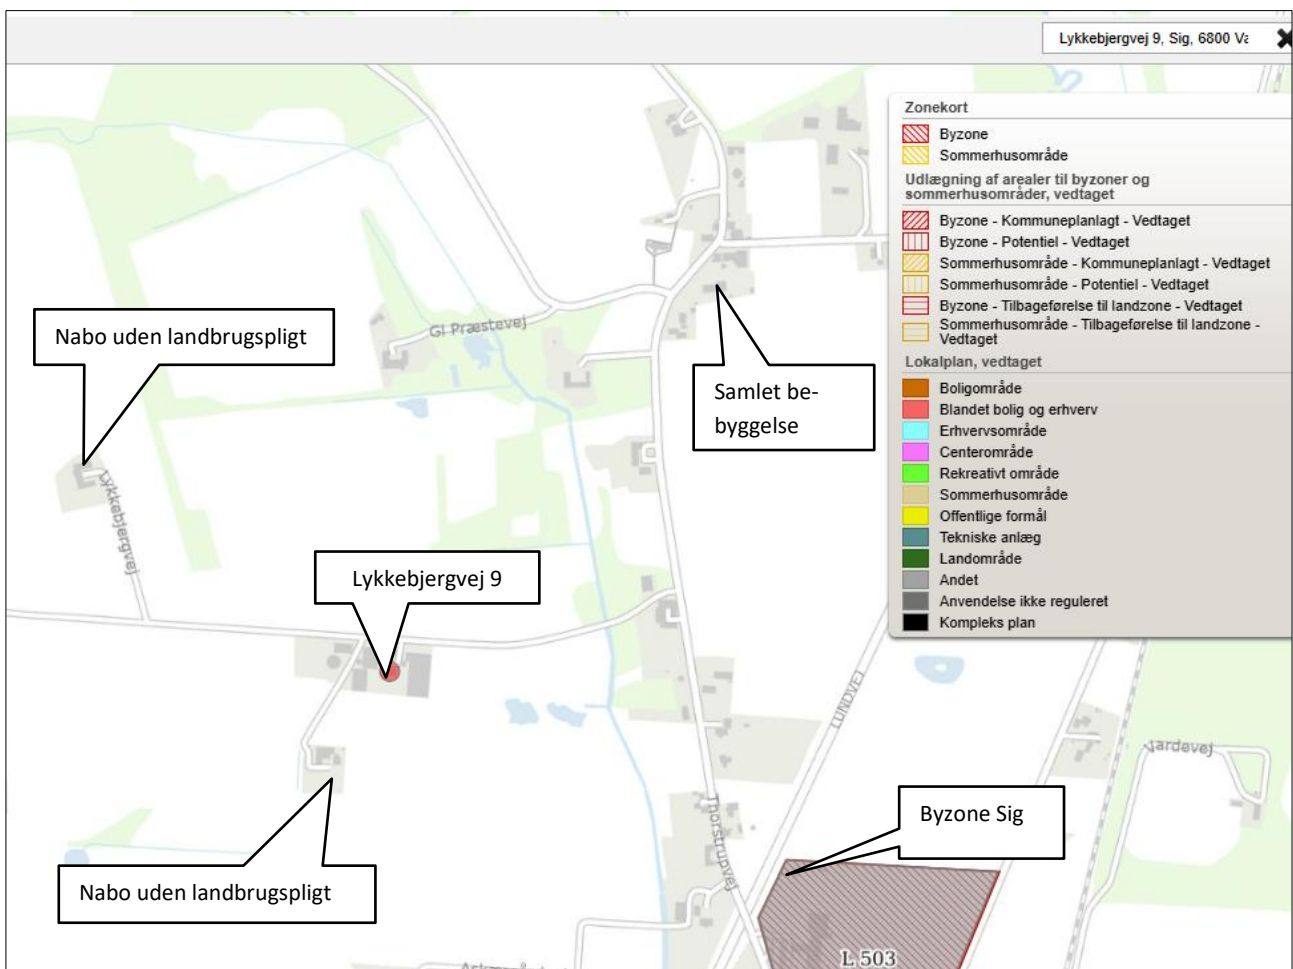 Lykkebjergvej 9, Sig, 6800 Va
Zonekort
Byzone
Sommerhusområde
Udlægning af arealer til byzoner og
sommerhusområder, vedtaget
Byzone - Kommuneplanlagt - Vedtaget
Byzone - Potentiel - Vedtaget
Sommerhusområde - Kommuneplanlagt - Vedtaget
Sommerhusområde - Potentiel - Vedtaget
Byzone - Tilbageførelse til landzone - Vedtaget
Sommerhusområde - Tilbageførelse til landzone -
Vedtaget
Lokalplan, vedtaget
Boligområde
Blandet bolig og erhverv
Erhvervsområde
Centerområde
Rekreativt område
Sommerhusområde
Offentlige formål
Tekniske anlæg
Landområde
Andet
Anvendelse ikke reguleret
Kompleks plan
Nabo uden landbrugspligt
Gl Præstevej
Samlet be-
byggelse
Lykkebjergvej
Lykkebjergvej 9
LUNDVEJ
Thorstrupvej
Byzone Sig
Nabo uden landbrugspligt
L 503